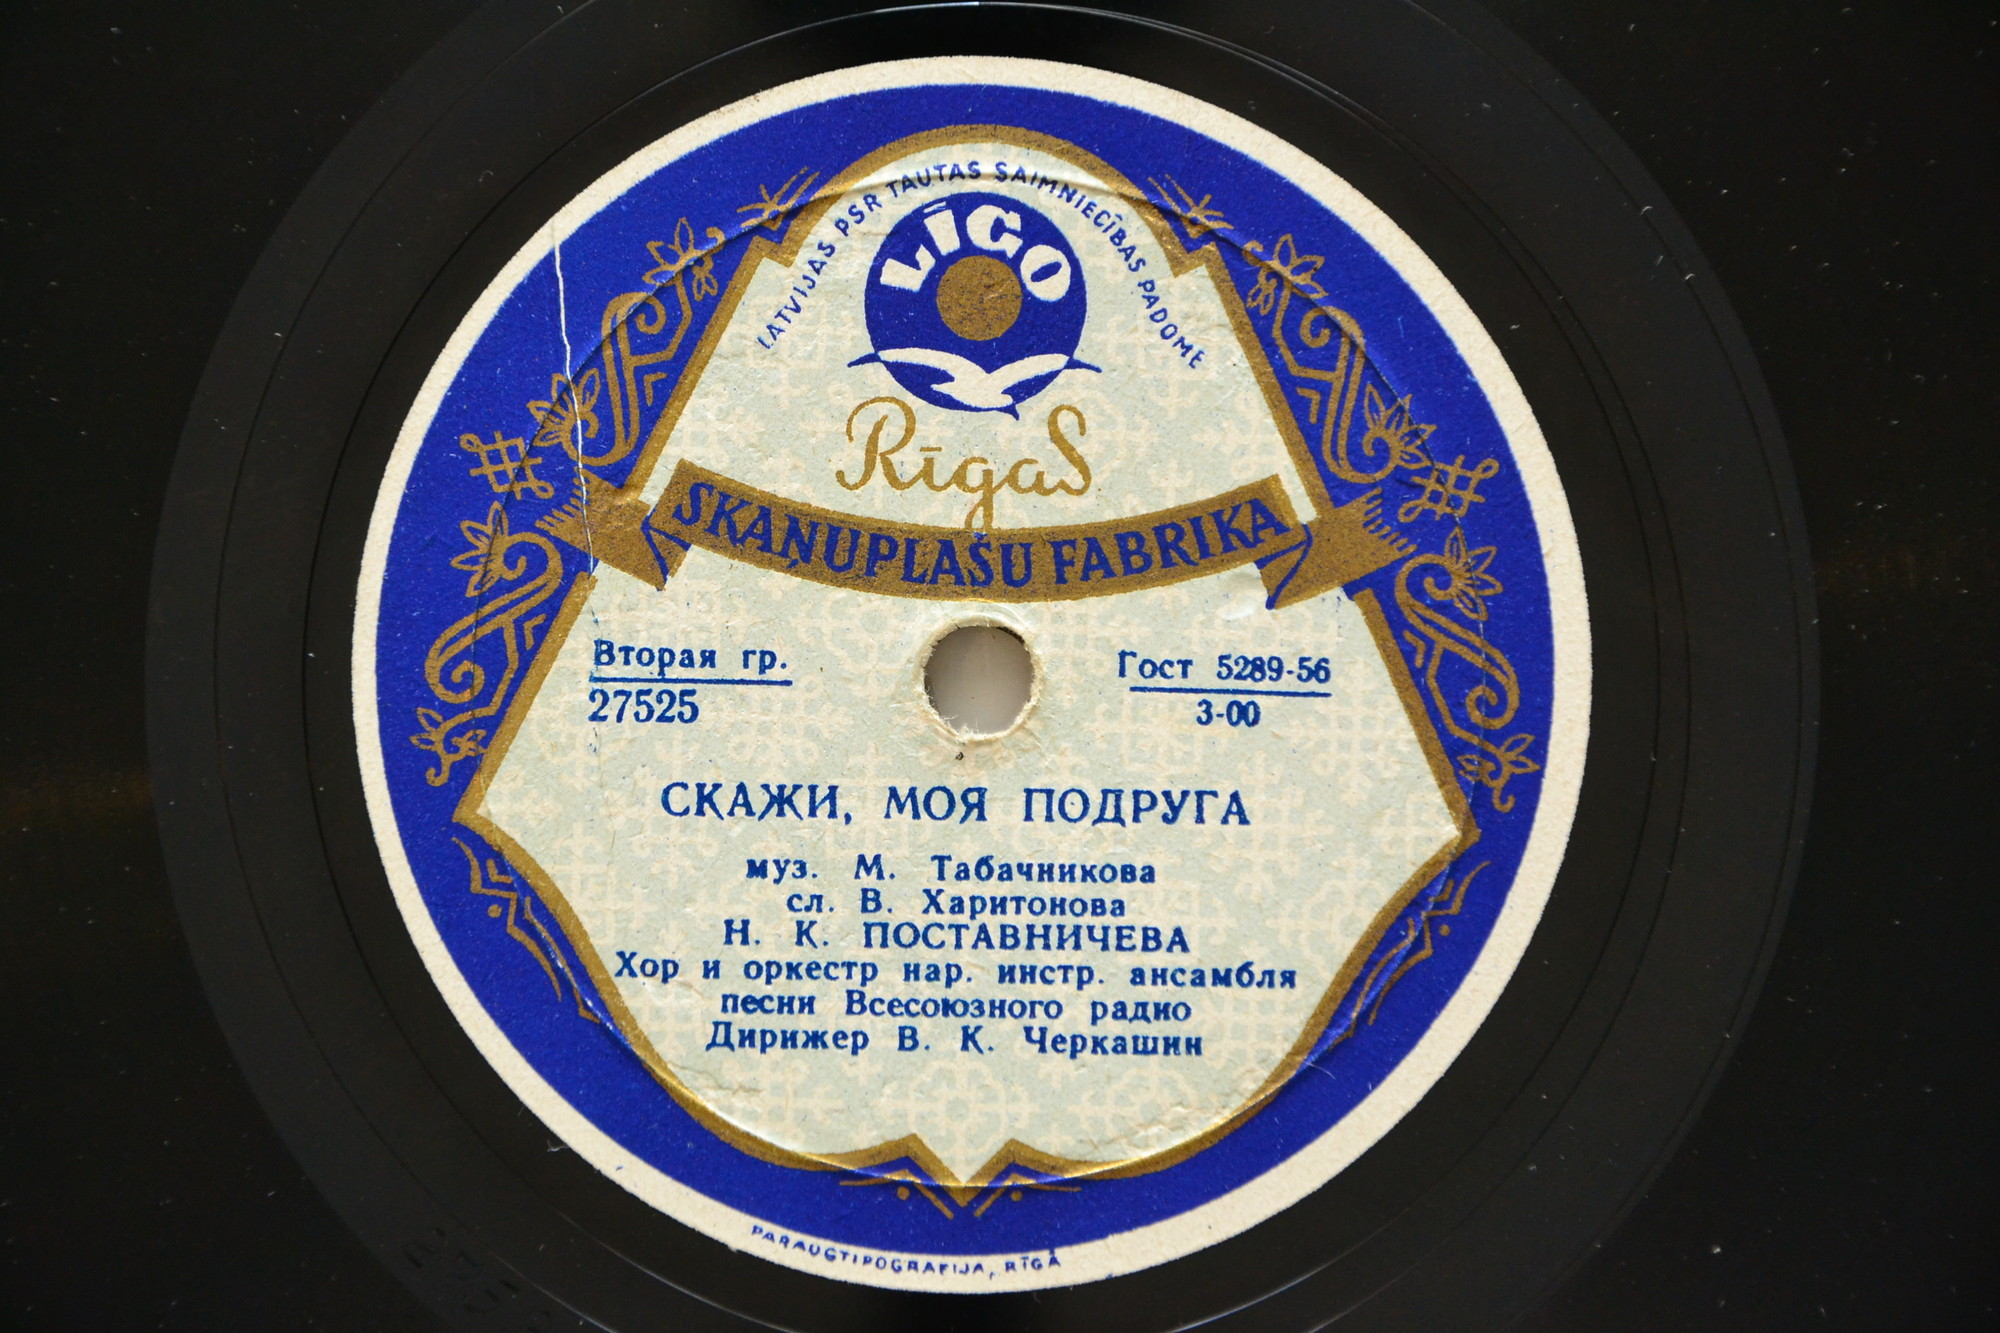 LATVIJAS PSR TAUTAS SAIMNIECĪBAS PADOME
LĪGO
Rīgas
SKAŅUPLAŠU FABRIKA
Вторая гр.
27525
Гост 5289-56
3-00
СКАЖИ, МОЯ ПОДРУГА
муз. М. Табачникова
сл. В. Харитонова
Н. К. ПОСТАВНИЧЕВА
Хор и оркестр нар. инстр. ансамбля
песни Всесоюзного радио
Дирижер В. К. Черкашин
PARAUGTIPOGRAFIJA, RĪGĀ